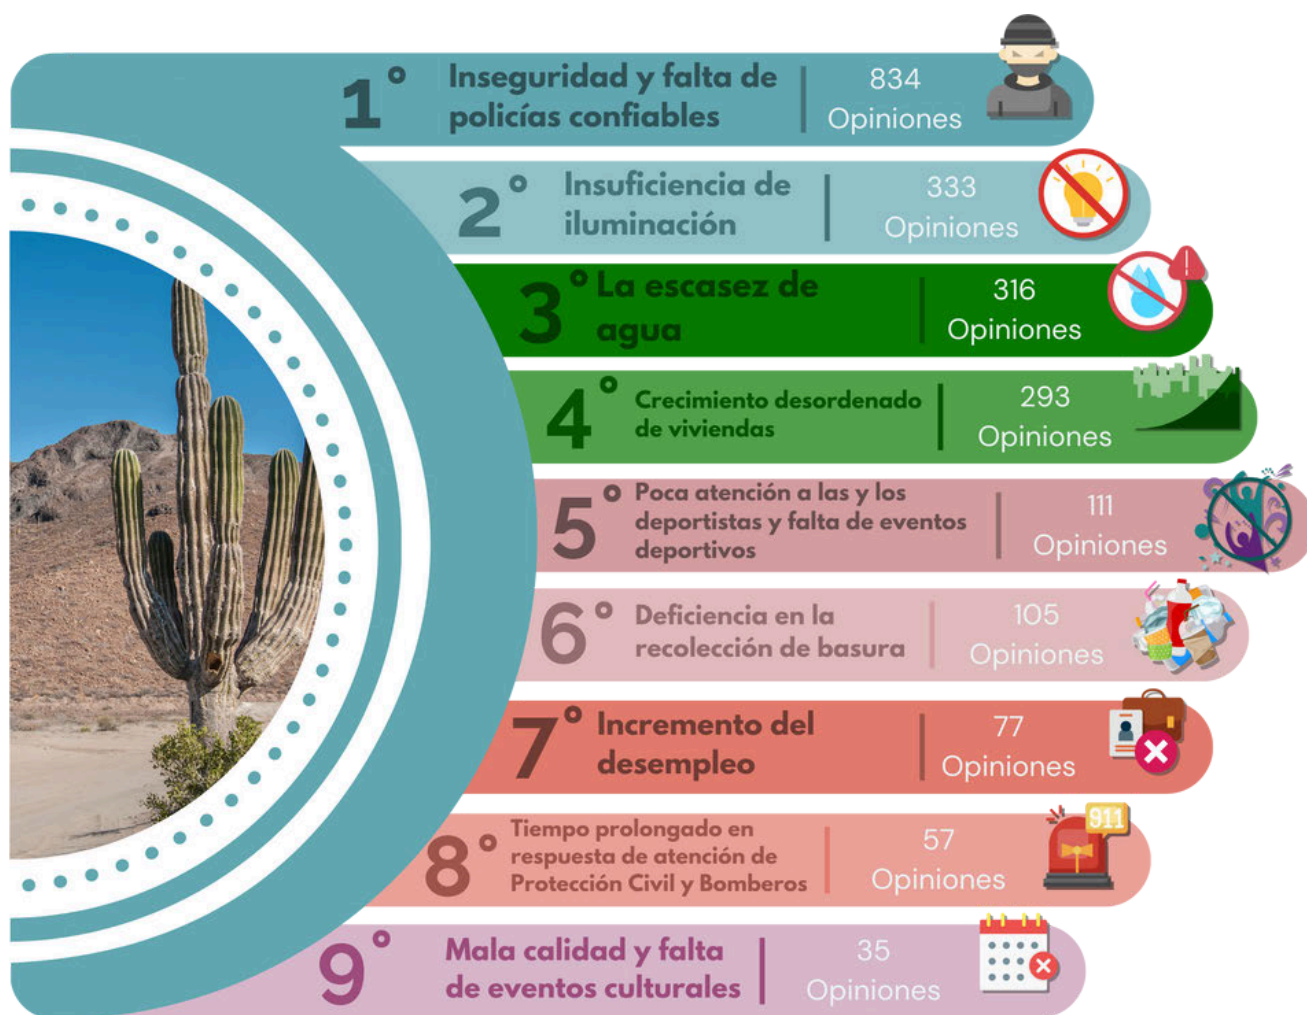 1°
Inseguridad y falta de
policías confiables
834
Opiniones
2°
Insuficiencia de
iluminación
333
Opiniones
3°
La escasez de
agua
316
Opiniones
4°
Crecimiento desordenado
de viviendas
293
Opiniones
5°
Poca atención a las y los
deportistas y falta de eventos
deportivos
111
Opiniones
6°
Deficiencia en la
recolección de basura
105
Opiniones
7°
Incremento del
desempleo
77
Opiniones
8°
Tiempo prolongado en
respuesta de atención de
Protección Civil y Bomberos
57
Opiniones
911
9°
Mala calidad y falta
de eventos culturales
35
Opiniones